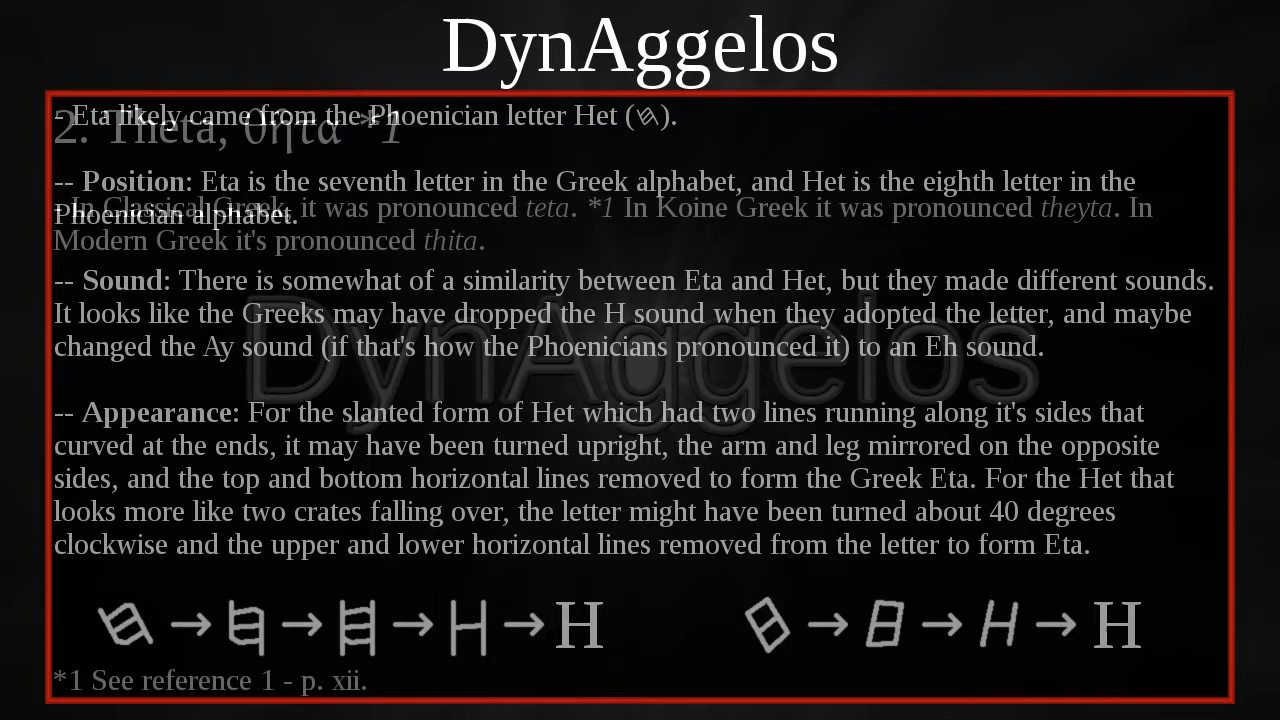 DynAggelos
- Eta likely came from the Phoenician letter Het (𐤇).
2. Theta, θῆτα *1
-- Position: Eta is the seventh letter in the Greek alphabet, and Het is the eighth letter in the
Phoenician alphabet.
- In Classical Greek, it was pronounced teta. *1 In Koine Greek it was pronounced theyta. In
Modern Greek it's pronounced thita.
-- Sound: There is somewhat of a similarity between Eta and Het, but they made different sounds.
It looks like the Greeks may have dropped the H sound when they adopted the letter, and maybe
changed the Ay sound (if that's how the Phoenicians pronounced it) to an Eh sound.
DynAggelos
-- Appearance: For the slanted form of Het which had two lines running along it's sides that
curved at the ends, it may have been turned upright, the arm and leg mirrored on the opposite
sides, and the top and bottom horizontal lines removed to form the Greek Eta. For the Het that
looks more like two crates falling over, the letter might have been turned about 40 degrees
clockwise and the upper and lower horizontal lines removed from the letter to form Eta.
→ → → → H → → → H
*1 See reference 1 - p. xii.